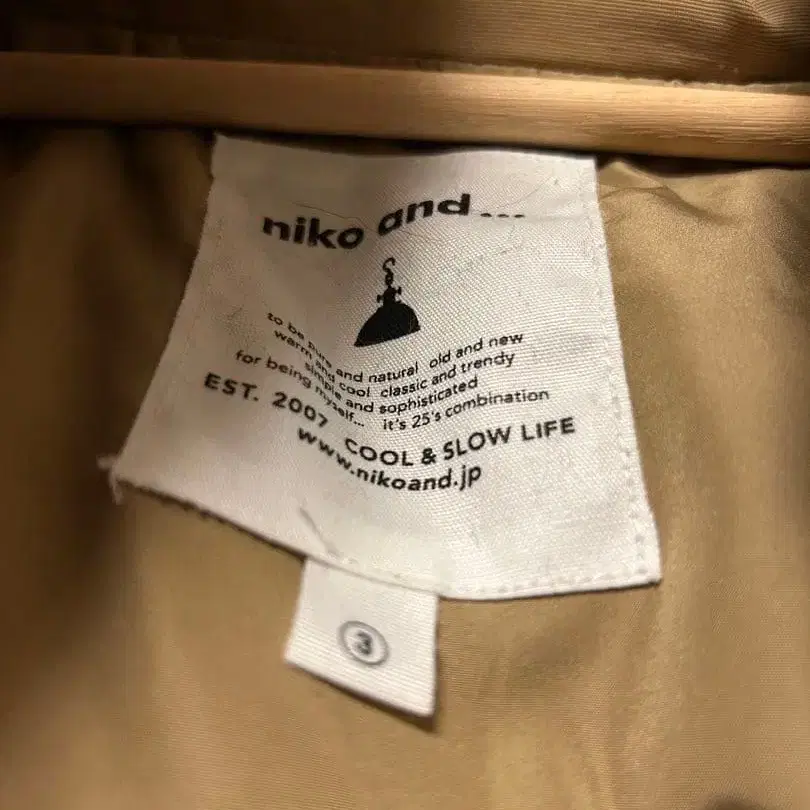 niko and...
to be pure and natural old and new
warm and cool classic and trendy
simple and sophisticated
for being myself... it's 25's combination
EST. 2007 COOL & SLOW LIFE
www.nikoand.jp
3